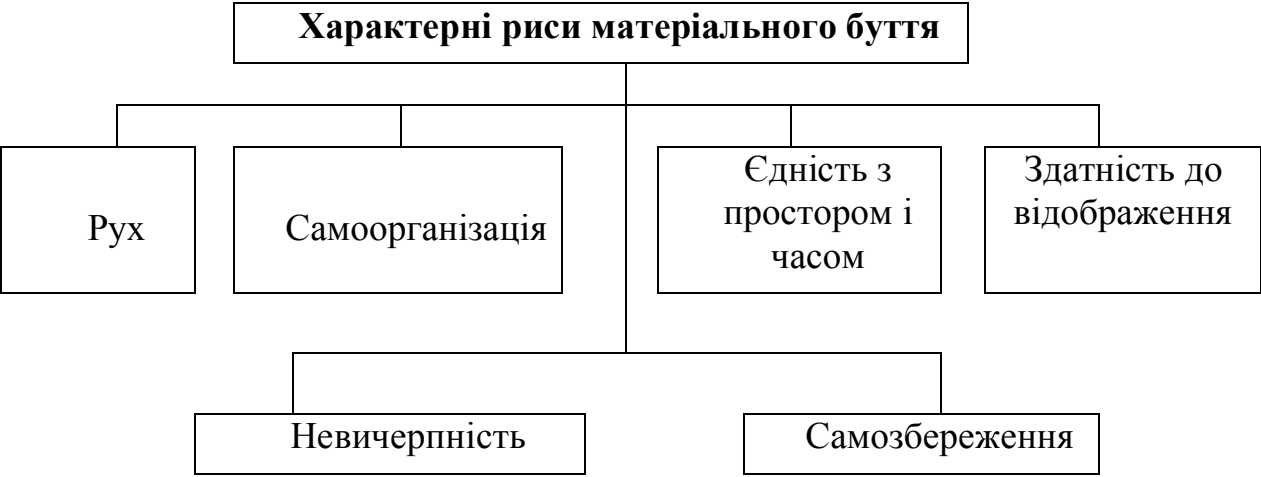 Характерні риси матеріального буття
Рух
Самоорганізація
Єдність з
простором і
часом
Здатність до
відображення
Невичерпність
Самозбереження